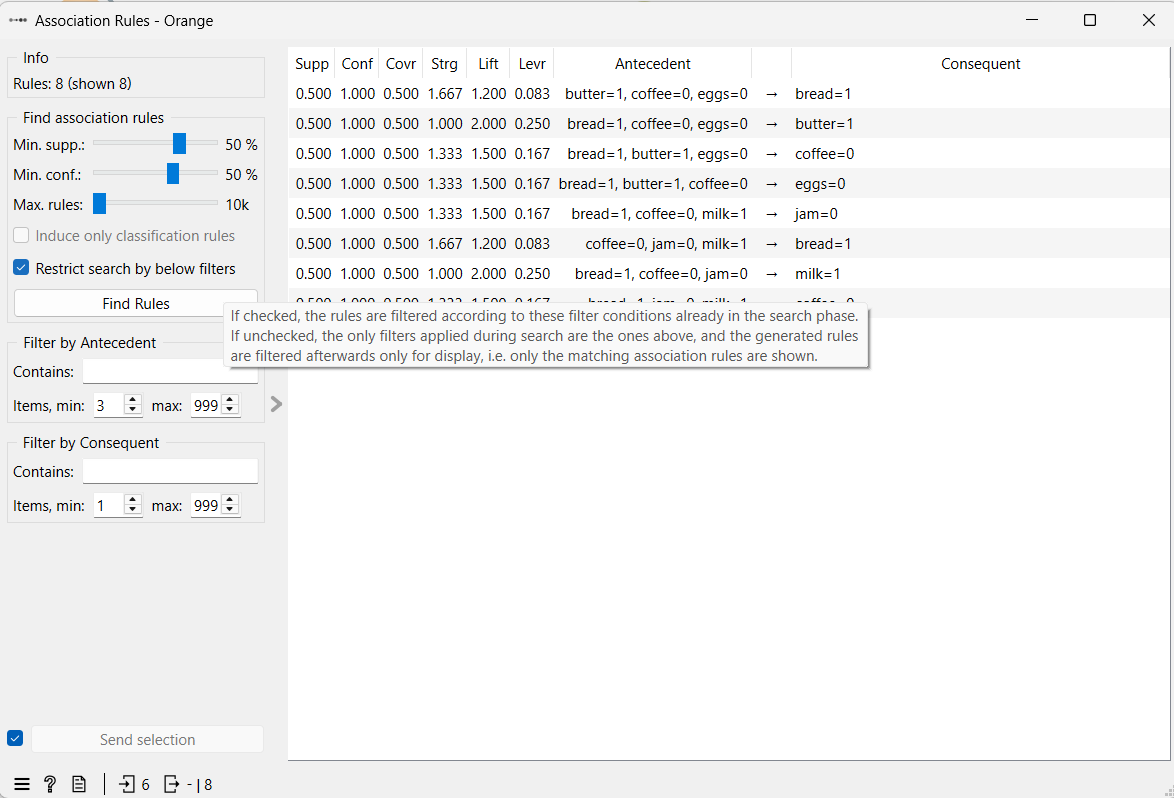 Association Rules - Orange
Info
Rules: 8 (shown 8)
Find association rules
Min. supp.: 50 %
Min. conf.: 50 %
Max. rules: 10k
Induce only classification rules
Restrict search by below filters
Find Rules
Filter by Antecedent
Contains:
Items, min: 3 max: 999
Filter by Consequent
Contains:
Items, min: 1 max: 999
Send selection
6 - | 8
Supp Conf Covr Strg Lift Levr Antecedent Consequent
0.500 1.000 0.500 1.667 1.200 0.083 butter=1, coffee=0, eggs=0 → bread=1
0.500 1.000 0.500 1.000 2.000 0.250 bread=1, coffee=0, eggs=0 → butter=1
0.500 1.000 0.500 1.333 1.500 0.167 bread=1, butter=1, eggs=0 → coffee=0
0.500 1.000 0.500 1.333 1.500 0.167 bread=1, butter=1, coffee=0 → eggs=0
0.500 1.000 0.500 1.333 1.500 0.167 bread=1, coffee=0, milk=1 → jam=0
0.500 1.000 0.500 1.667 1.200 0.083 coffee=0, jam=0, milk=1 → bread=1
0.500 1.000 0.500 1.000 2.000 0.250 bread=1, coffee=0, jam=0 → milk=1
If checked, the rules are filtered according to these filter conditions already in the search phase.
If unchecked, the only filters applied during search are the ones above, and the generated rules
are filtered afterwards only for display, i.e. only the matching association rules are shown.